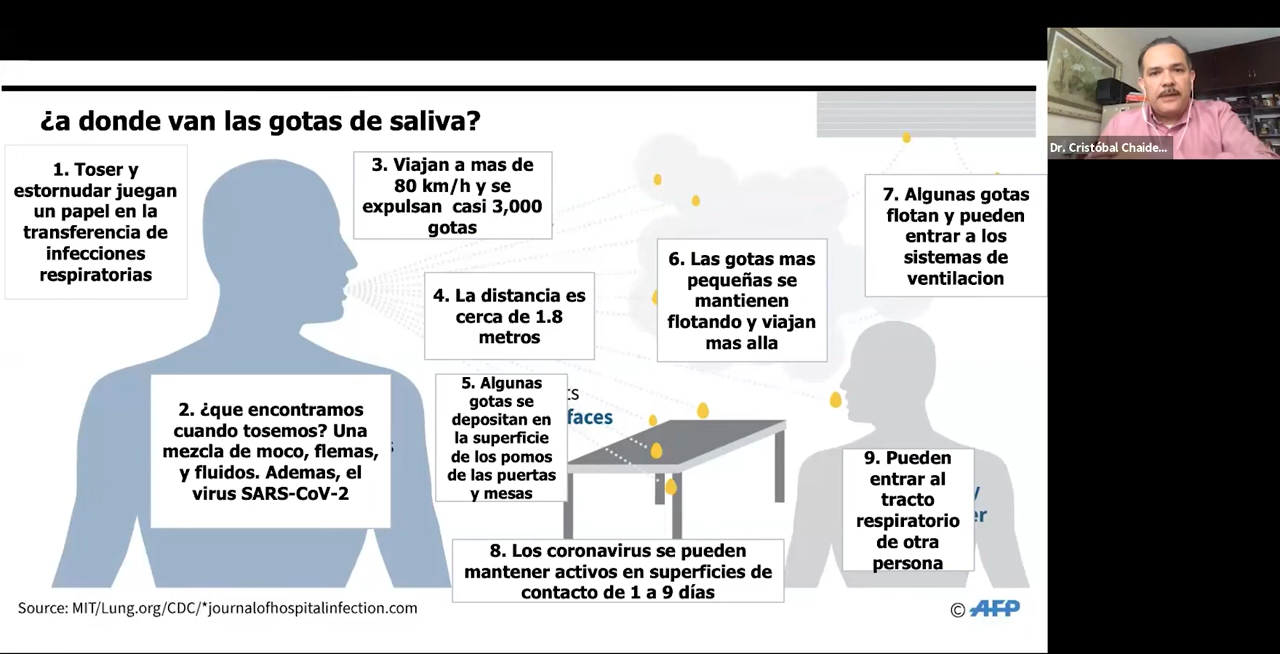 ¿a donde van las gotas de saliva?
1. Toser y
estornudar juegan
un papel en la
transferencia de
infecciones
respiratorias
2. ¿que encontramos
cuando tosemos? Una
mezcla de moco, flemas,
y fluidos. Ademas, el
virus SARS-CoV-2
3. Viajan a mas de
80 km/h y se
expulsan casi 3,000
gotas
4. La distancia es
cerca de 1.8
metros
5. Algunas
gotas se
depositan en
la superficie
de los pomos
de las puertas
y mesas
6. Las gotas mas
pequeñas se
mantienen
flotando y viajan
mas alla
7. Algunas gotas
flotan y pueden
entrar a los
sistemas de
ventilacion
8. Los coronavirus se pueden
mantener activos en superficies de
contacto de 1 a 9 días
9. Pueden
entrar al
tracto
respiratorio
de otra
persona
Source: MIT/Lung.org/CDC/*journalofhospitalinfection.com
© AFP
Dr. Cristóbal Chaide...